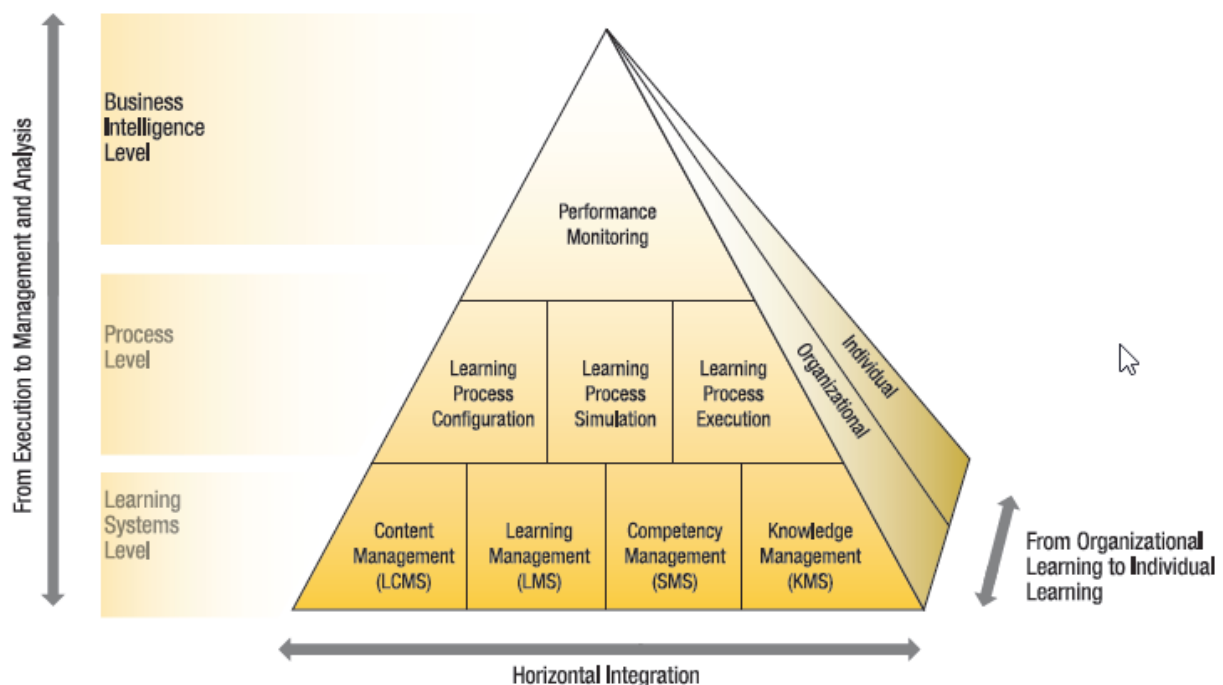 From Execution to Management and Analysis
Business
Intelligence
Level
Process
Level
Learning
Systems
Level
Performance
Monitoring
Learning
Process
Configuration
Learning
Process
Simulation
Learning
Process
Execution
Content
Management
(LCMS)
Learning
Management
(LMS)
Competency
Management
(SMS)
Knowledge
Management
(KMS)
Organizational
Individual
From Organizational
Learning to Individual
Learning
Horizontal Integration